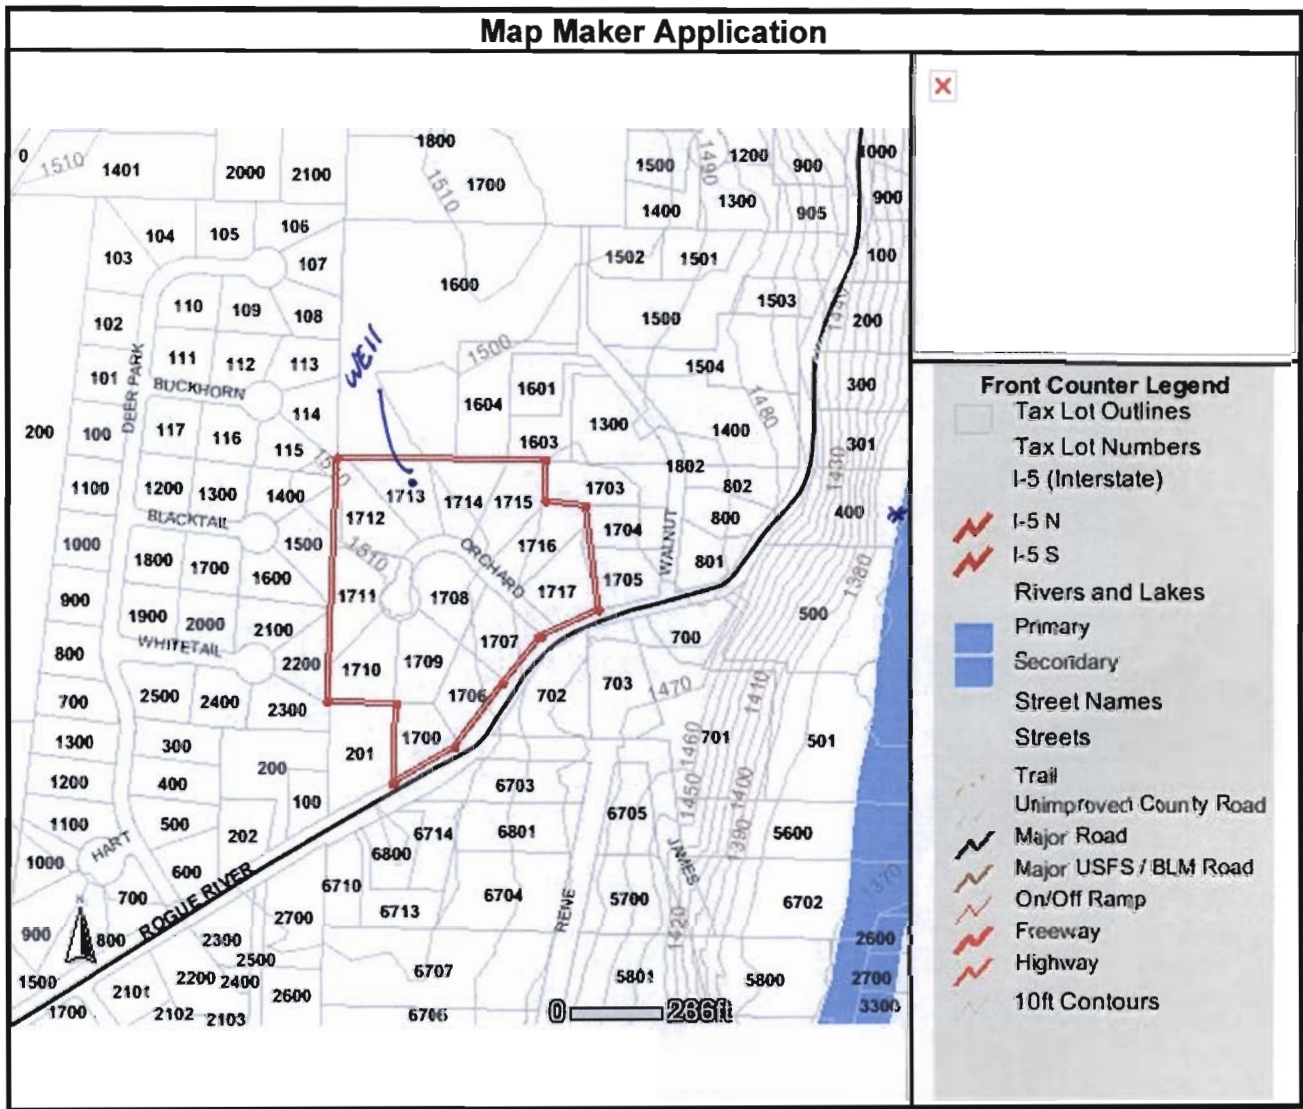 Map Maker Application
0 1510 1401 2000 2100 1800 1510 1700 1500 1490 1200 900 1000
1400 1300 905 900
103 104 105 106 107 1502 1501 100
1600
102 110 109 108 1500 1503 1440 200
WEll
1500
101 111 112 113 1504 300
DEER PARK
BUCKHORN
114 1604 1601 1480
200 100 117 116 115 1603 1300 1400 301
1802 1430
1100 1200 1300 1400 1713 1714 1715 1703 802 400
BLACKTAIL
1712 1704 800
WALNUT
1000 1500 1510 ORCHARD 1716 801
1800 1700 1600 1705 1380
900 1711 1708 1717
1900 2000 2100 500
WHITETAIL
800 2200 1710 1709 1707 700
700 2500 2400 2300 1706 702 703 1470 1410
1300 300 201 1700 701 1460 501
1200 400 200 6703 1450 1400
100 6705
1100 500 202 6714 6801 1390 5600
HART
1000 600 6800 JAMES
700 6710 6704 5700 6702 1370
ROGUE RIVER
6713 RENE
900 800 2700 1420 2600
2300
2500
1500 2101 2200 2400 2600 6707 5801 5800 2700
1700 2102 2103 6706 3300
N
0 266ft
Front Counter Legend
Tax Lot Outlines
Tax Lot Numbers
I-5 (Interstate)
I-5 N
I-5 S
Rivers and Lakes
Primary
Secondary
Street Names
Streets
Trail
Unimproved County Road
Major Road
Major USFS / BLM Road
On/Off Ramp
Freeway
Highway
10ft Contours